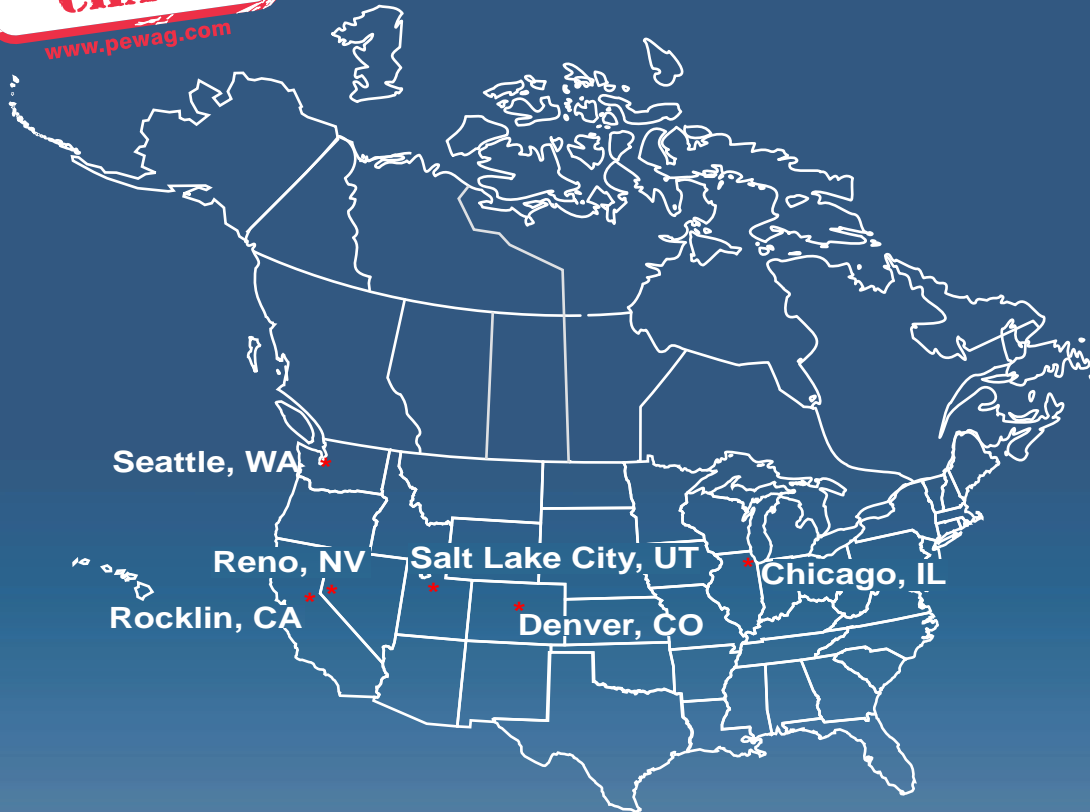 www.pewag.com
Seattle, WA
Reno, NV
Salt Lake City, UT
Chicago, IL
Rocklin, CA
Denver, CO